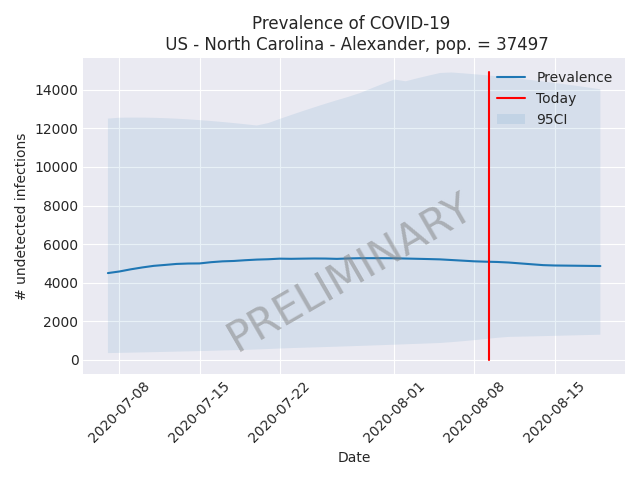 Prevalence of COVID-19
US - North Carolina - Alexander, pop. = 37497
Prevalence
Today
95CI
# undetected infections
14000
12000
10000
8000
6000
4000
2000
0
PRELIMINARY
2020-07-08
2020-07-15
2020-07-22
2020-08-01
2020-08-08
2020-08-15
Date